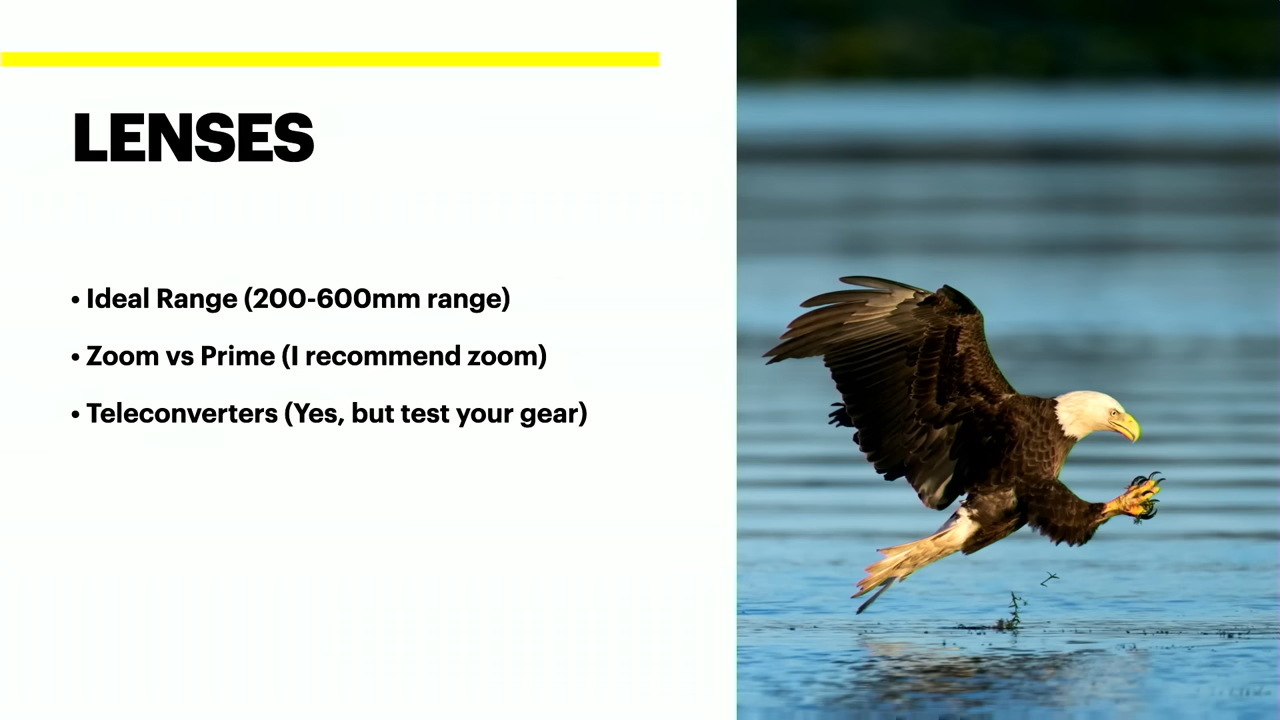 LENSES
• Ideal Range (200-600mm range)
• Zoom vs Prime (I recommend zoom)
• Teleconverters (Yes, but test your gear)